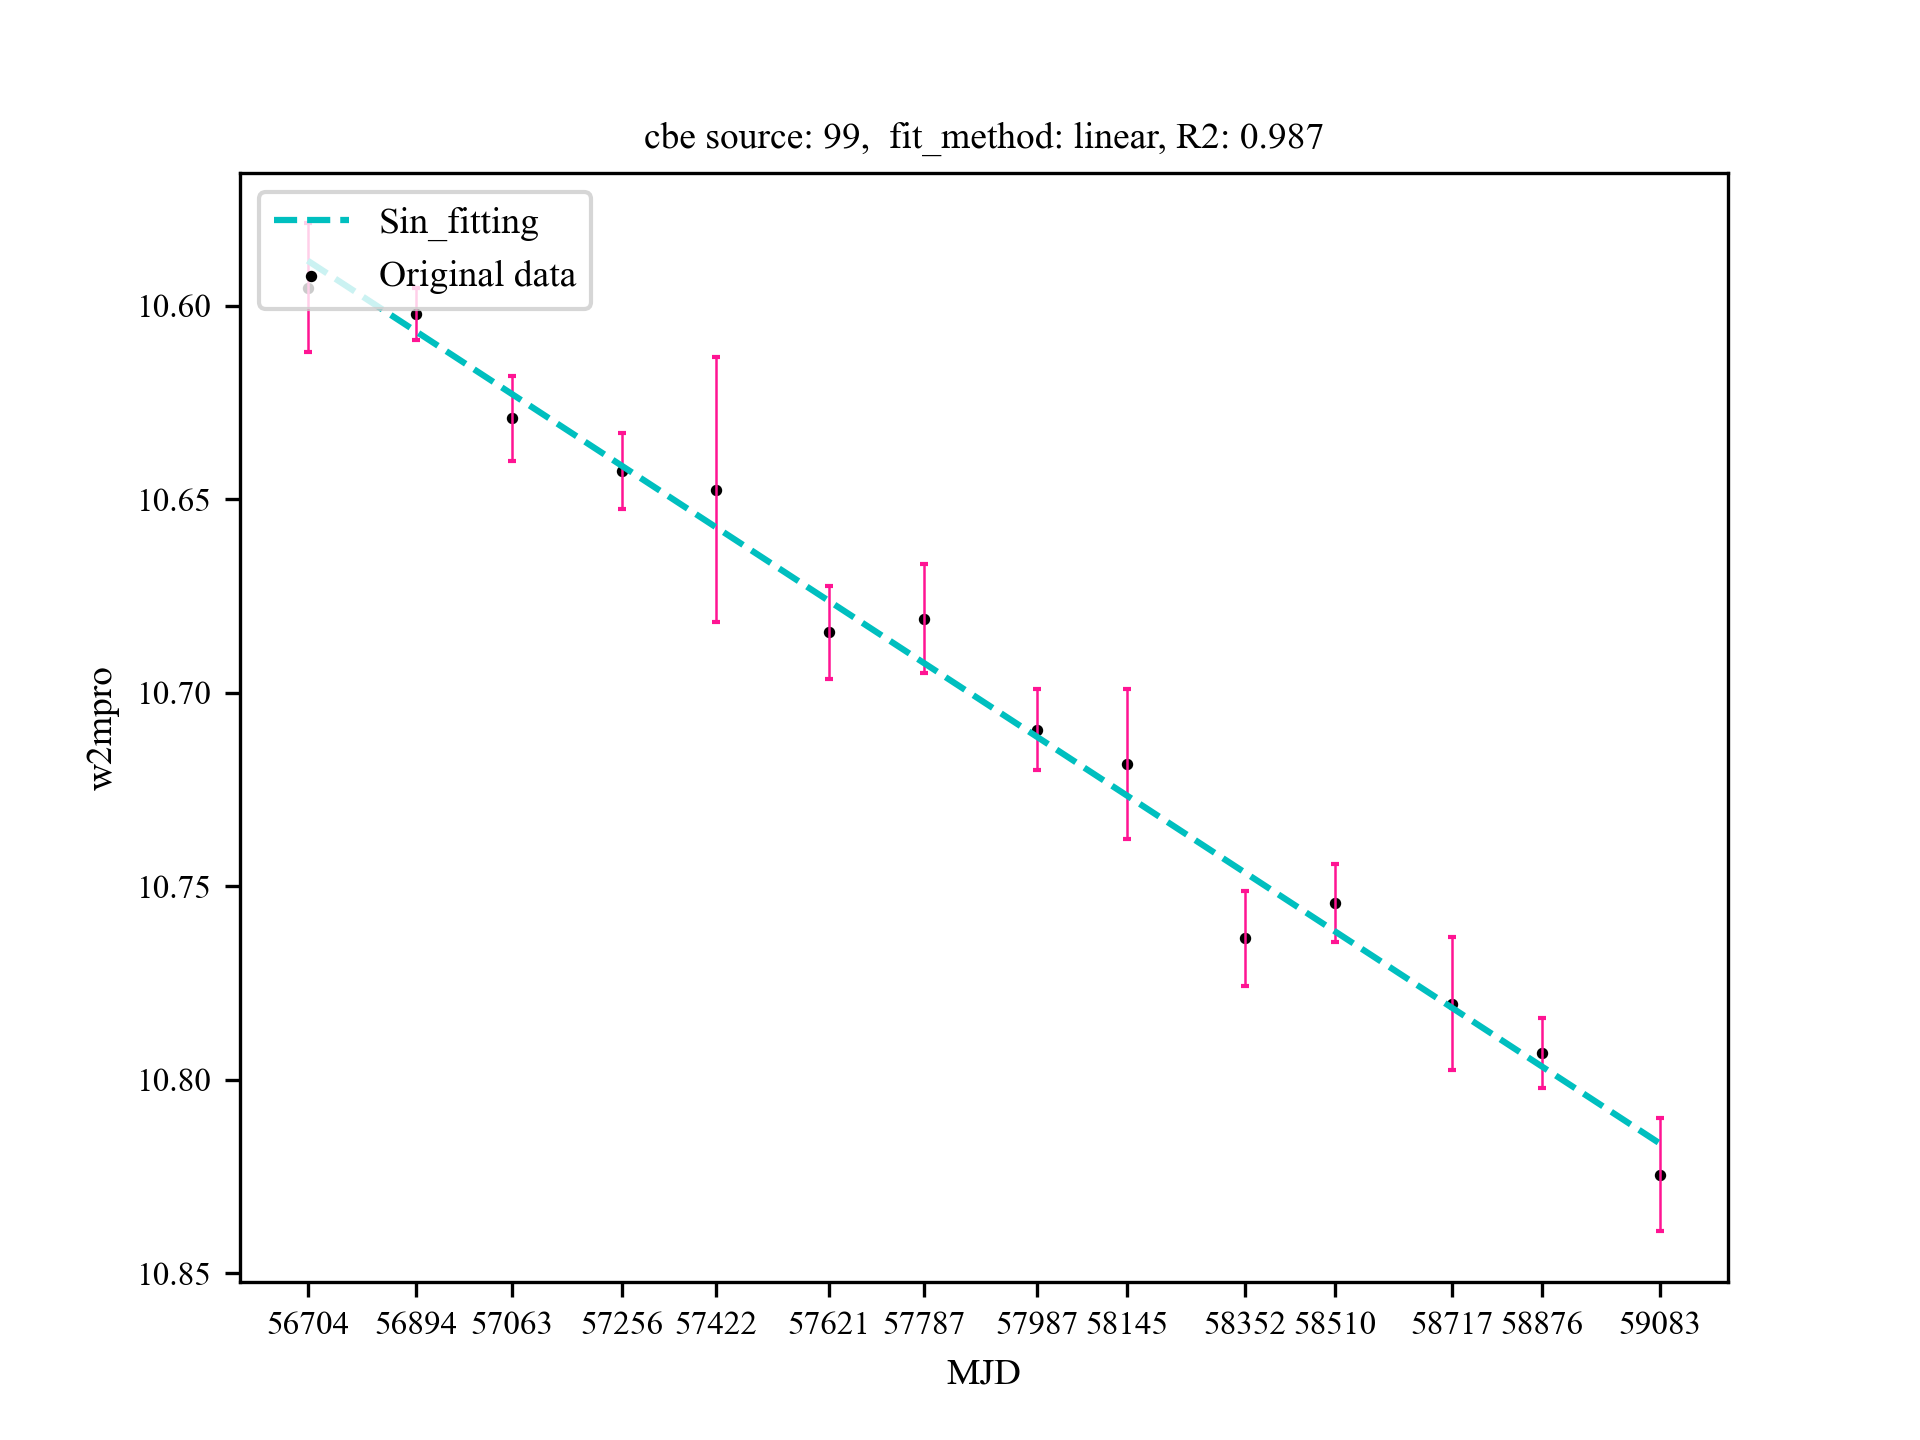 cbe source: 99,  fit_method: linear, R2: 0.987
Sin_fitting
Original data
10.60
10.65
10.70
10.75
10.80
10.85
w2mpro
56704 56894 57063 57256 57422 57621 57787 57987 58145 58352 58510 58717 58876 59083
MJD